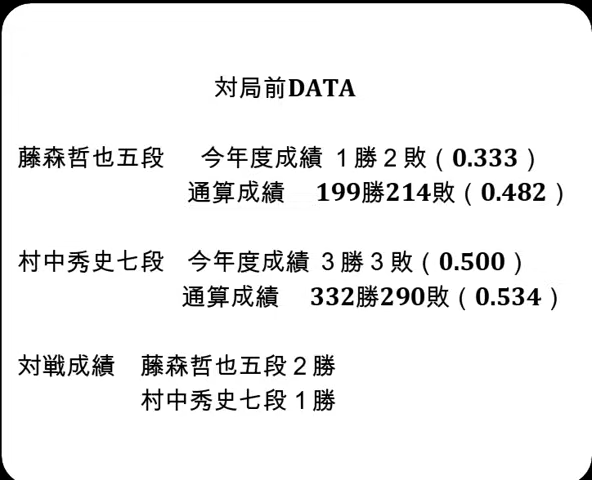 対局前DATA
藤森哲也五段 今年度成績 1勝2敗(0.333)
通算成績 199勝214敗(0.482)
村中秀史七段 今年度成績 3勝3敗(0.500)
通算成績 332勝290敗(0.534)
対戦成績 藤森哲也五段2勝
村中秀史七段1勝